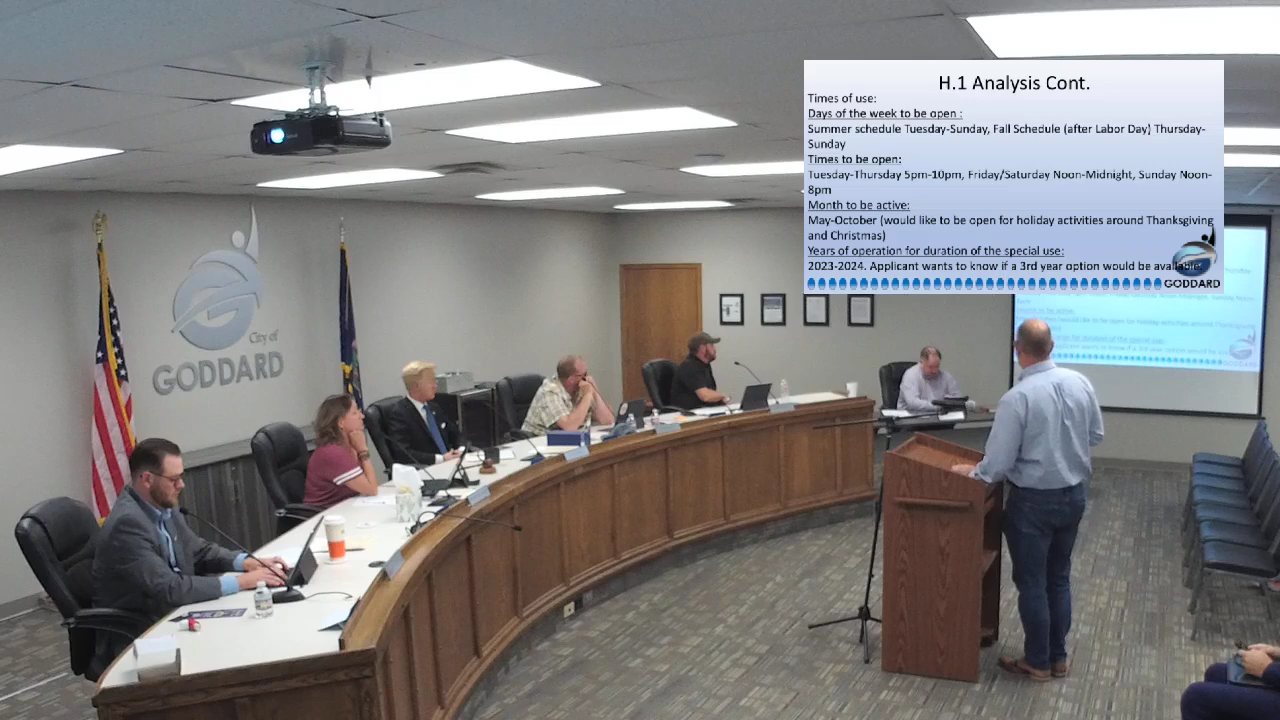 H.1 Analysis Cont.
Times of use:
Days of the week to be open :
Summer schedule Tuesday-Sunday, Fall Schedule (after Labor Day) Thursday-
Sunday
Times to be open:
Tuesday-Thursday 5pm-10pm, Friday/Saturday Noon-Midnight, Sunday Noon-
8pm
Month to be active:
May-October (would like to be open for holiday activities around Thanksgiving
and Christmas)
Years of operation for duration of the special use:
2023-2024. Applicant wants to know if a 3rd year option would be available.
GODDARD
City of
GODDARD